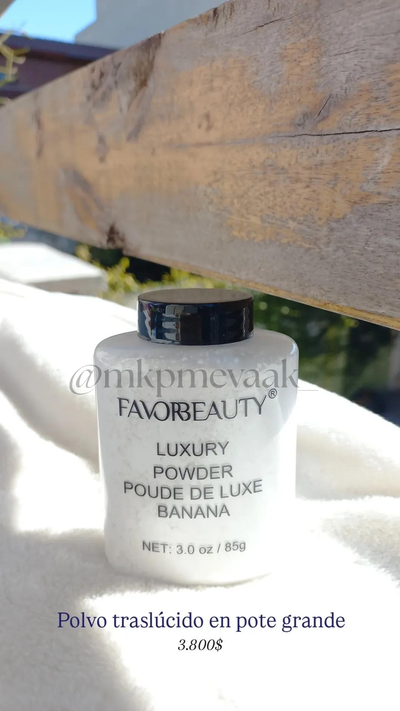 @mkpmevaak
FAVORBEAUTY®
LUXURY
POWDER
POUDE DE LUXE
BANANA
NET: 3.0 oz / 85g
Polvo traslúcido en pote grande
3.800$